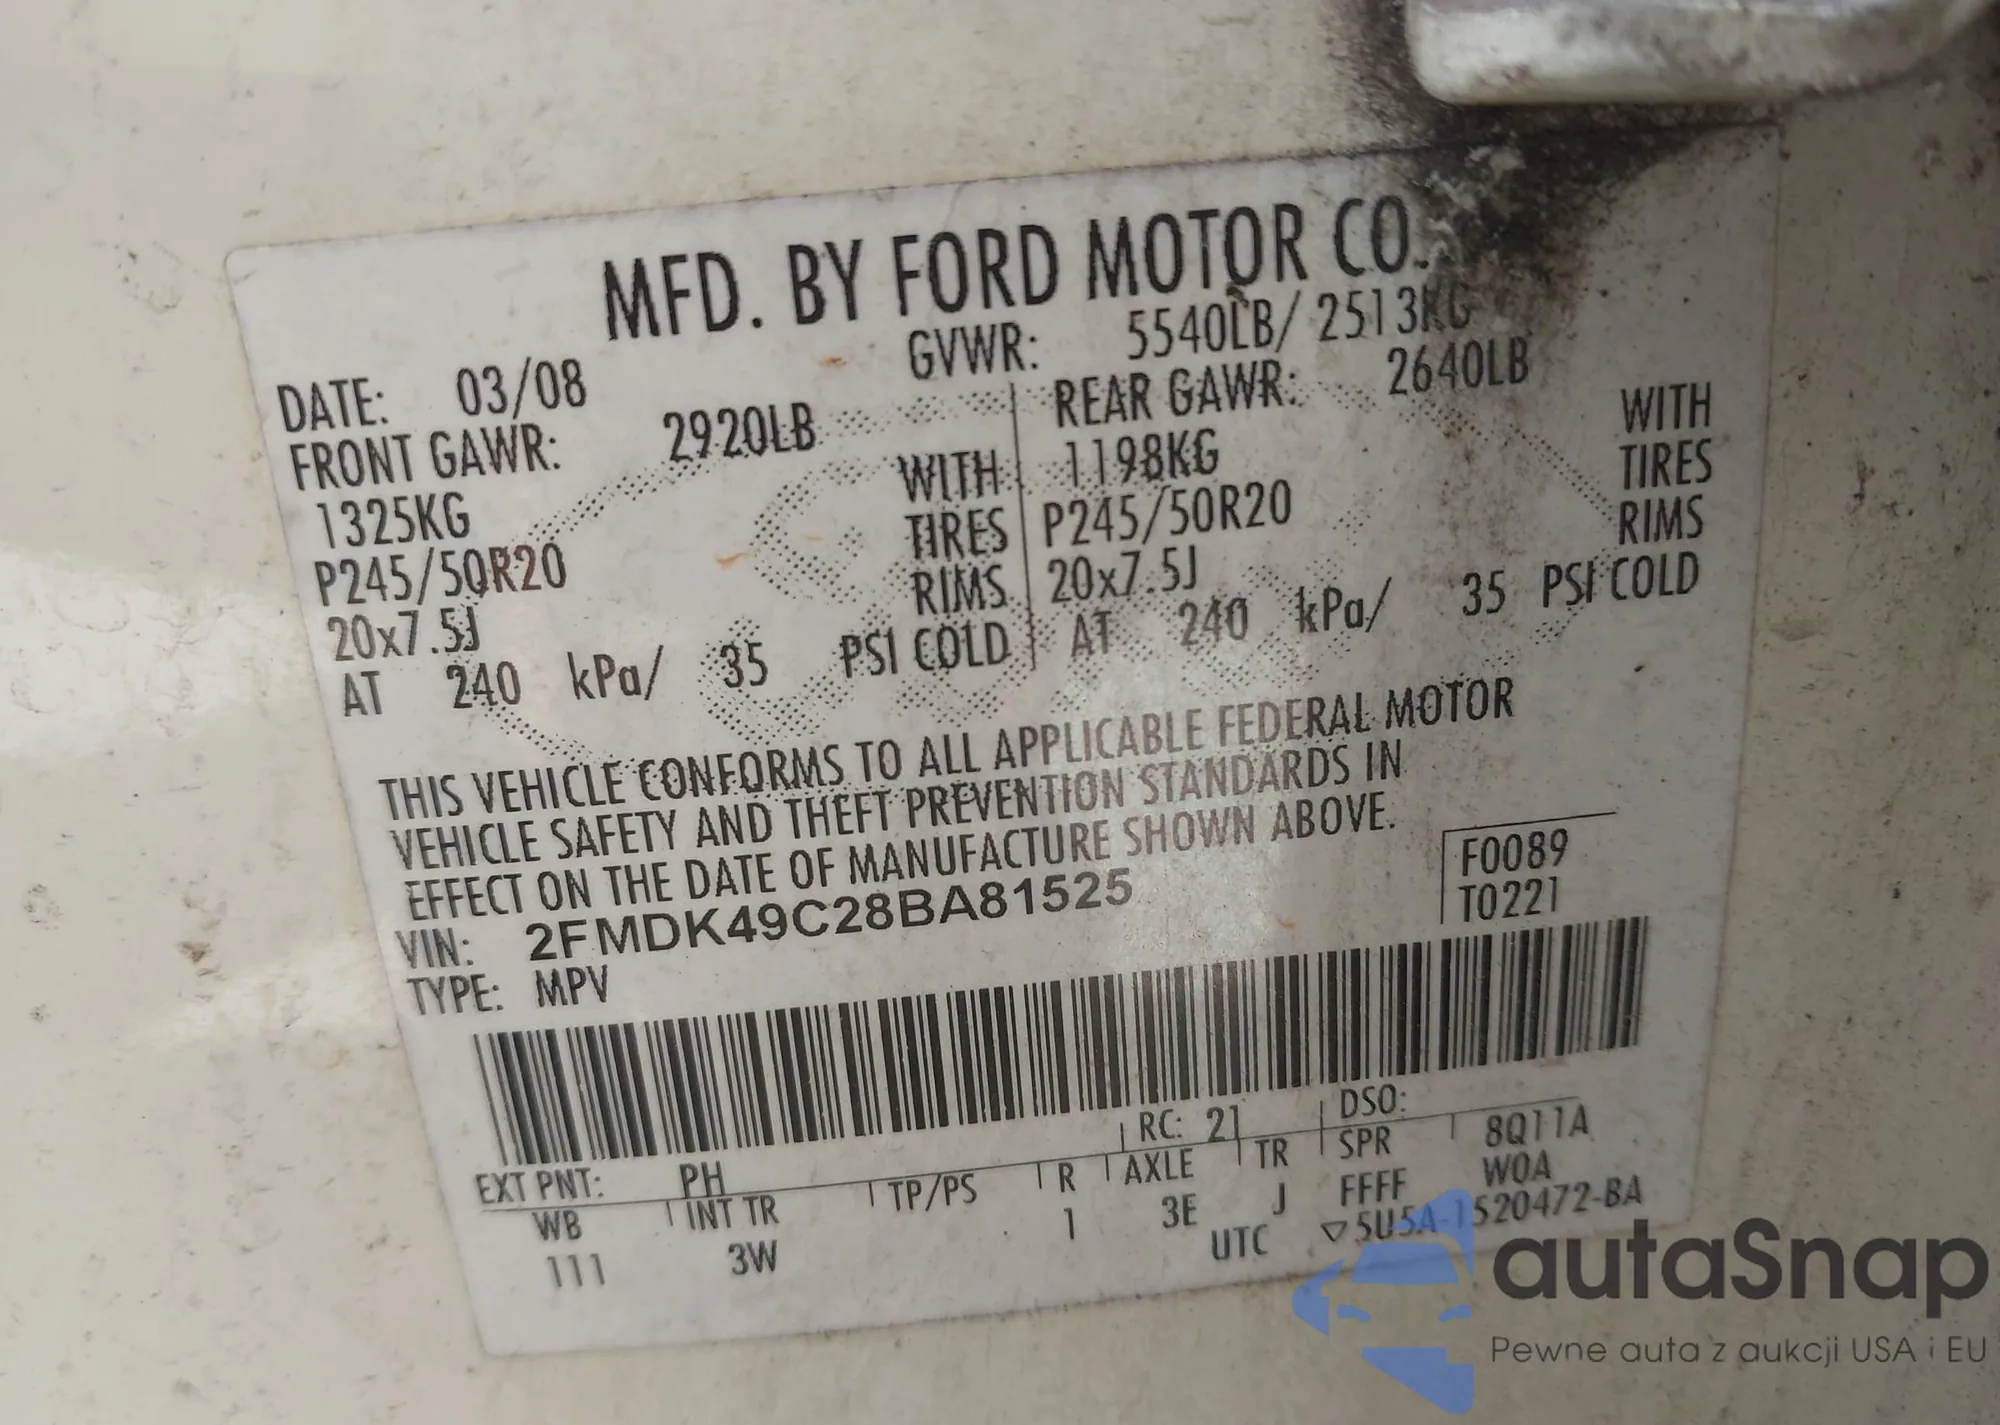 MFD. BY FORD MOTOR CO.
DATE: 03/08 GVWR: 5540LB/ 2513KG
FRONT GAWR: 2920LB REAR GAWR: 2640LB
1325KG WITH 1198KG WITH
P245/50R20 TIRES P245/50R20 TIRES
20x7.5J RIMS 20x7.5J RIMS
AT 240 kPa/ 35 PSI COLD AT 240 kPa/ 35 PSI COLD
THIS VEHICLE CONFORMS TO ALL APPLICABLE FEDERAL MOTOR
VEHICLE SAFETY AND THEFT PREVENTION STANDARDS IN
EFFECT ON THE DATE OF MANUFACTURE SHOWN ABOVE.
F0089
T0221
VIN: 2FMDK49C28BA81525
TYPE: MPV
EXT PNT: PH RC: 21 DSO:
WB INT TR TP/PS R AXLE TR SPR 8Q11A
111 3W 1 3E J FFFF W0A
UTC ▽5U5A-1520472-BA
autaSnap
Pewne auta z aukcji USA i EU